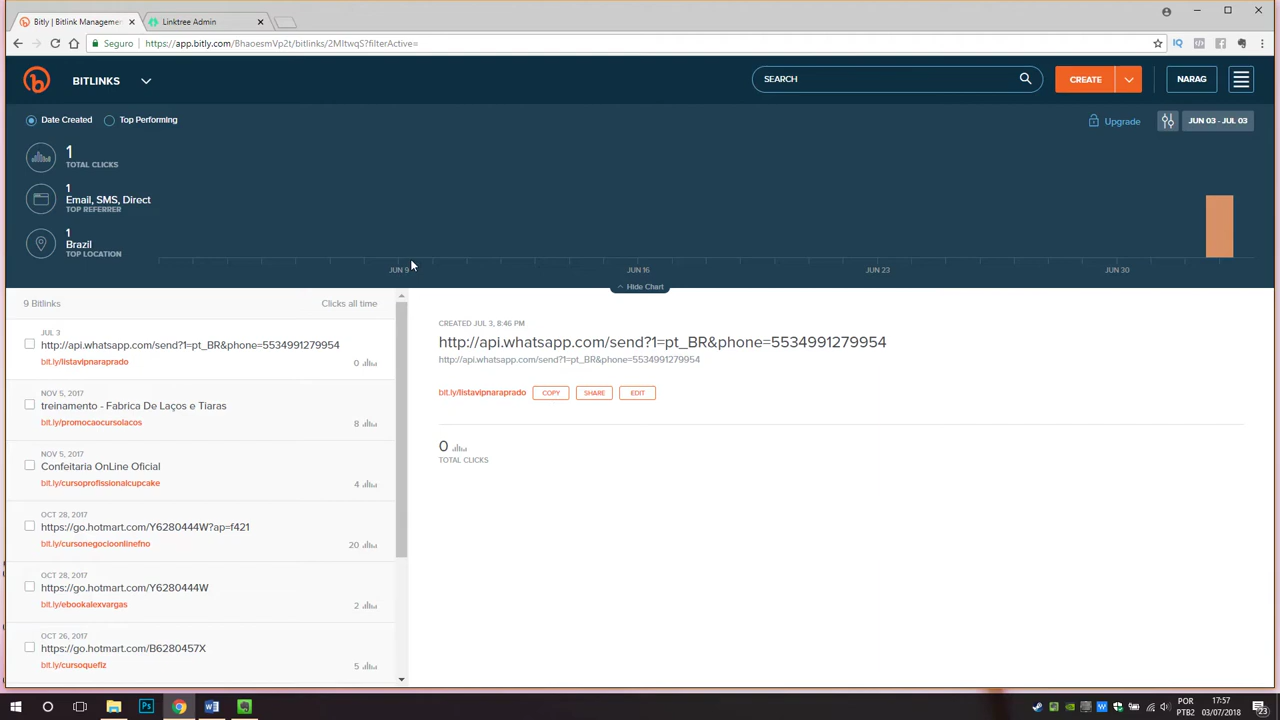 Bitly | Bitlink Managemen
Linktree Admin
Seguro
https://app.bitly.com/BhaoesmVp2t/bitlinks/2MItwqS?filterActive=
BITLINKS
SEARCH
CREATE
NARAG
Date Created
Top Performing
Upgrade
JUN 03 - JUL 03
1
TOTAL CLICKS
1
Email, SMS, Direct
TOP REFERRER
1
Brazil
TOP LOCATION
JUN 9
JUN 16
JUN 23
JUN 30
Hide Chart
9 Bitlinks
Clicks all time
JUL 3
http://api.whatsapp.com/send?1=pt_BR&phone=5534991279954
bit.ly/listavipnaraprado
0
NOV 5, 2017
treinamento - Fabrica De Laços e Tiaras
bit.ly/promocaocursolacos
8
NOV 5, 2017
Confeitaria OnLine Oficial
bit.ly/cursoprofissionalcupcake
4
OCT 28, 2017
https://go.hotmart.com/Y6280444W?ap=f421
bit.ly/cursonegocioonlinefno
20
OCT 28, 2017
https://go.hotmart.com/Y6280444W
bit.ly/ebookalexvargas
2
OCT 26, 2017
https://go.hotmart.com/B6280457X
bit.ly/cursoquefiz
5
CREATED JUL 3, 8:46 PM
http://api.whatsapp.com/send?1=pt_BR&phone=5534991279954
http://api.whatsapp.com/send?1=pt_BR&phone=5534991279954
bit.ly/listavipnaraprado
COPY
SHARE
EDIT
0
TOTAL CLICKS
POR
PTB2
17:57
03/07/2018
23